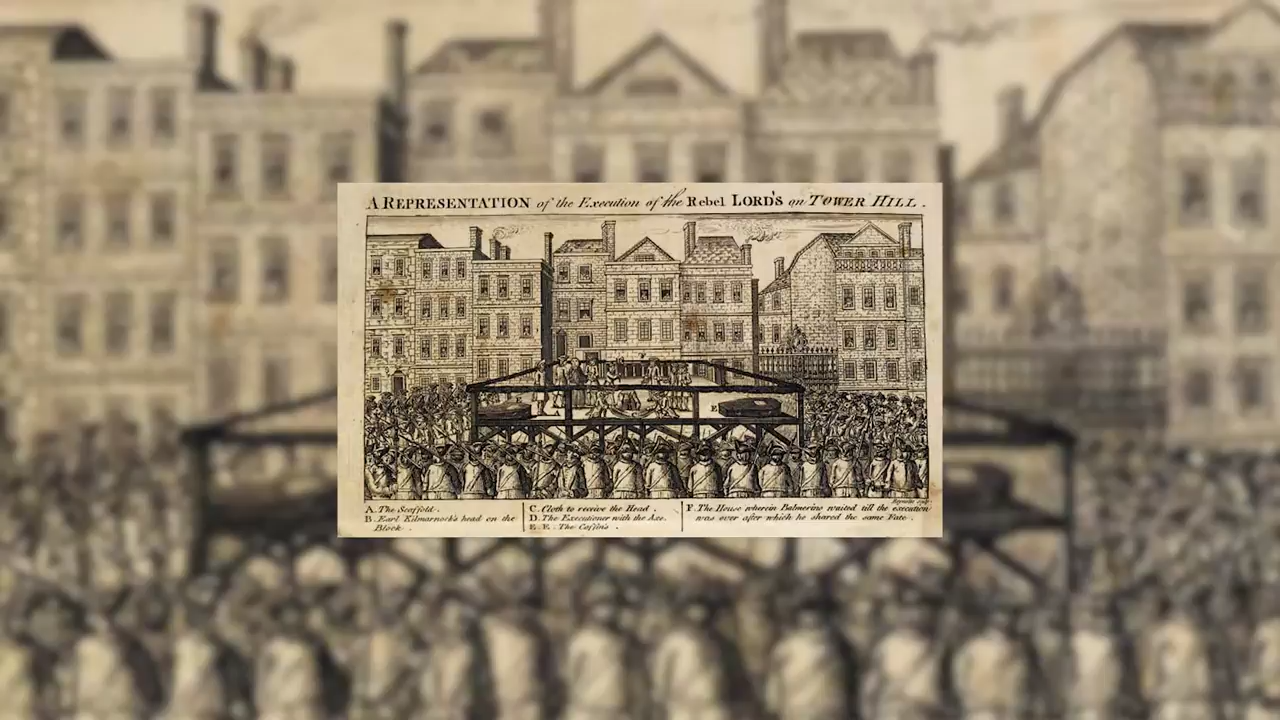 A REPRESENTATION of the Execution of the Rebel LORD'S on TOWER HILL.
A. The Scaffold.
B. Earl Kilmarnock's head on the
Block.
C. Cloth to receive the Head.
D. The Executioner with the Axe.
E. E. The Coffins.
F. The House wherein Balmerino waited till the execution
was over after which he shared the same Fate.